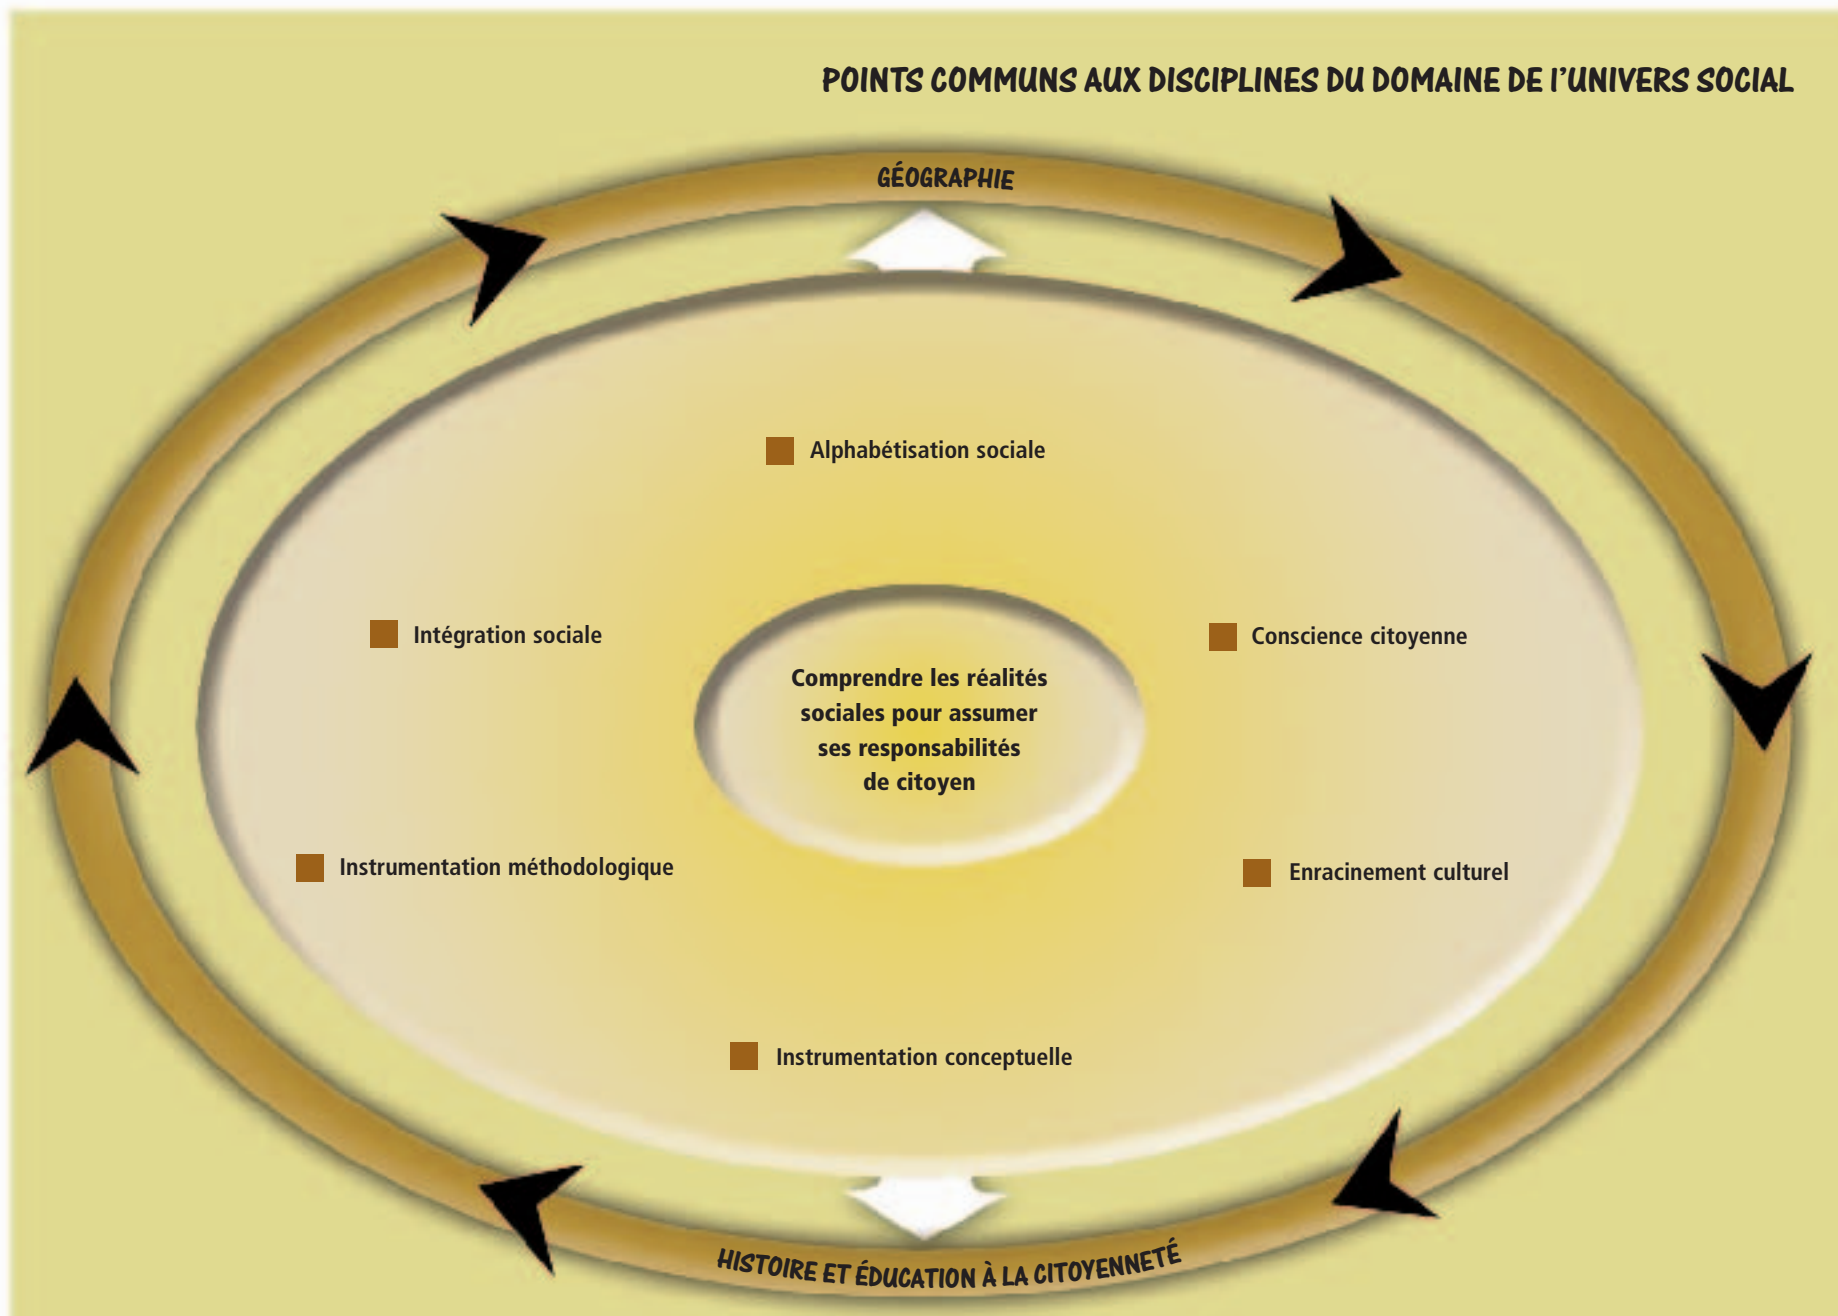 POINTS COMMUNS AUX DISCIPLINES DU DOMAINE DE l'UNIVERS SOCIAL
GÉOGRAPHIE
Alphabétisation sociale
Intégration sociale
Conscience citoyenne
Comprendre les réalités
sociales pour assumer
ses responsabilités
de citoyen
Instrumentation méthodologique
Enracinement culturel
Instrumentation conceptuelle
HISTOIRE ET ÉDUCATION À LA CITOYENNETÉ